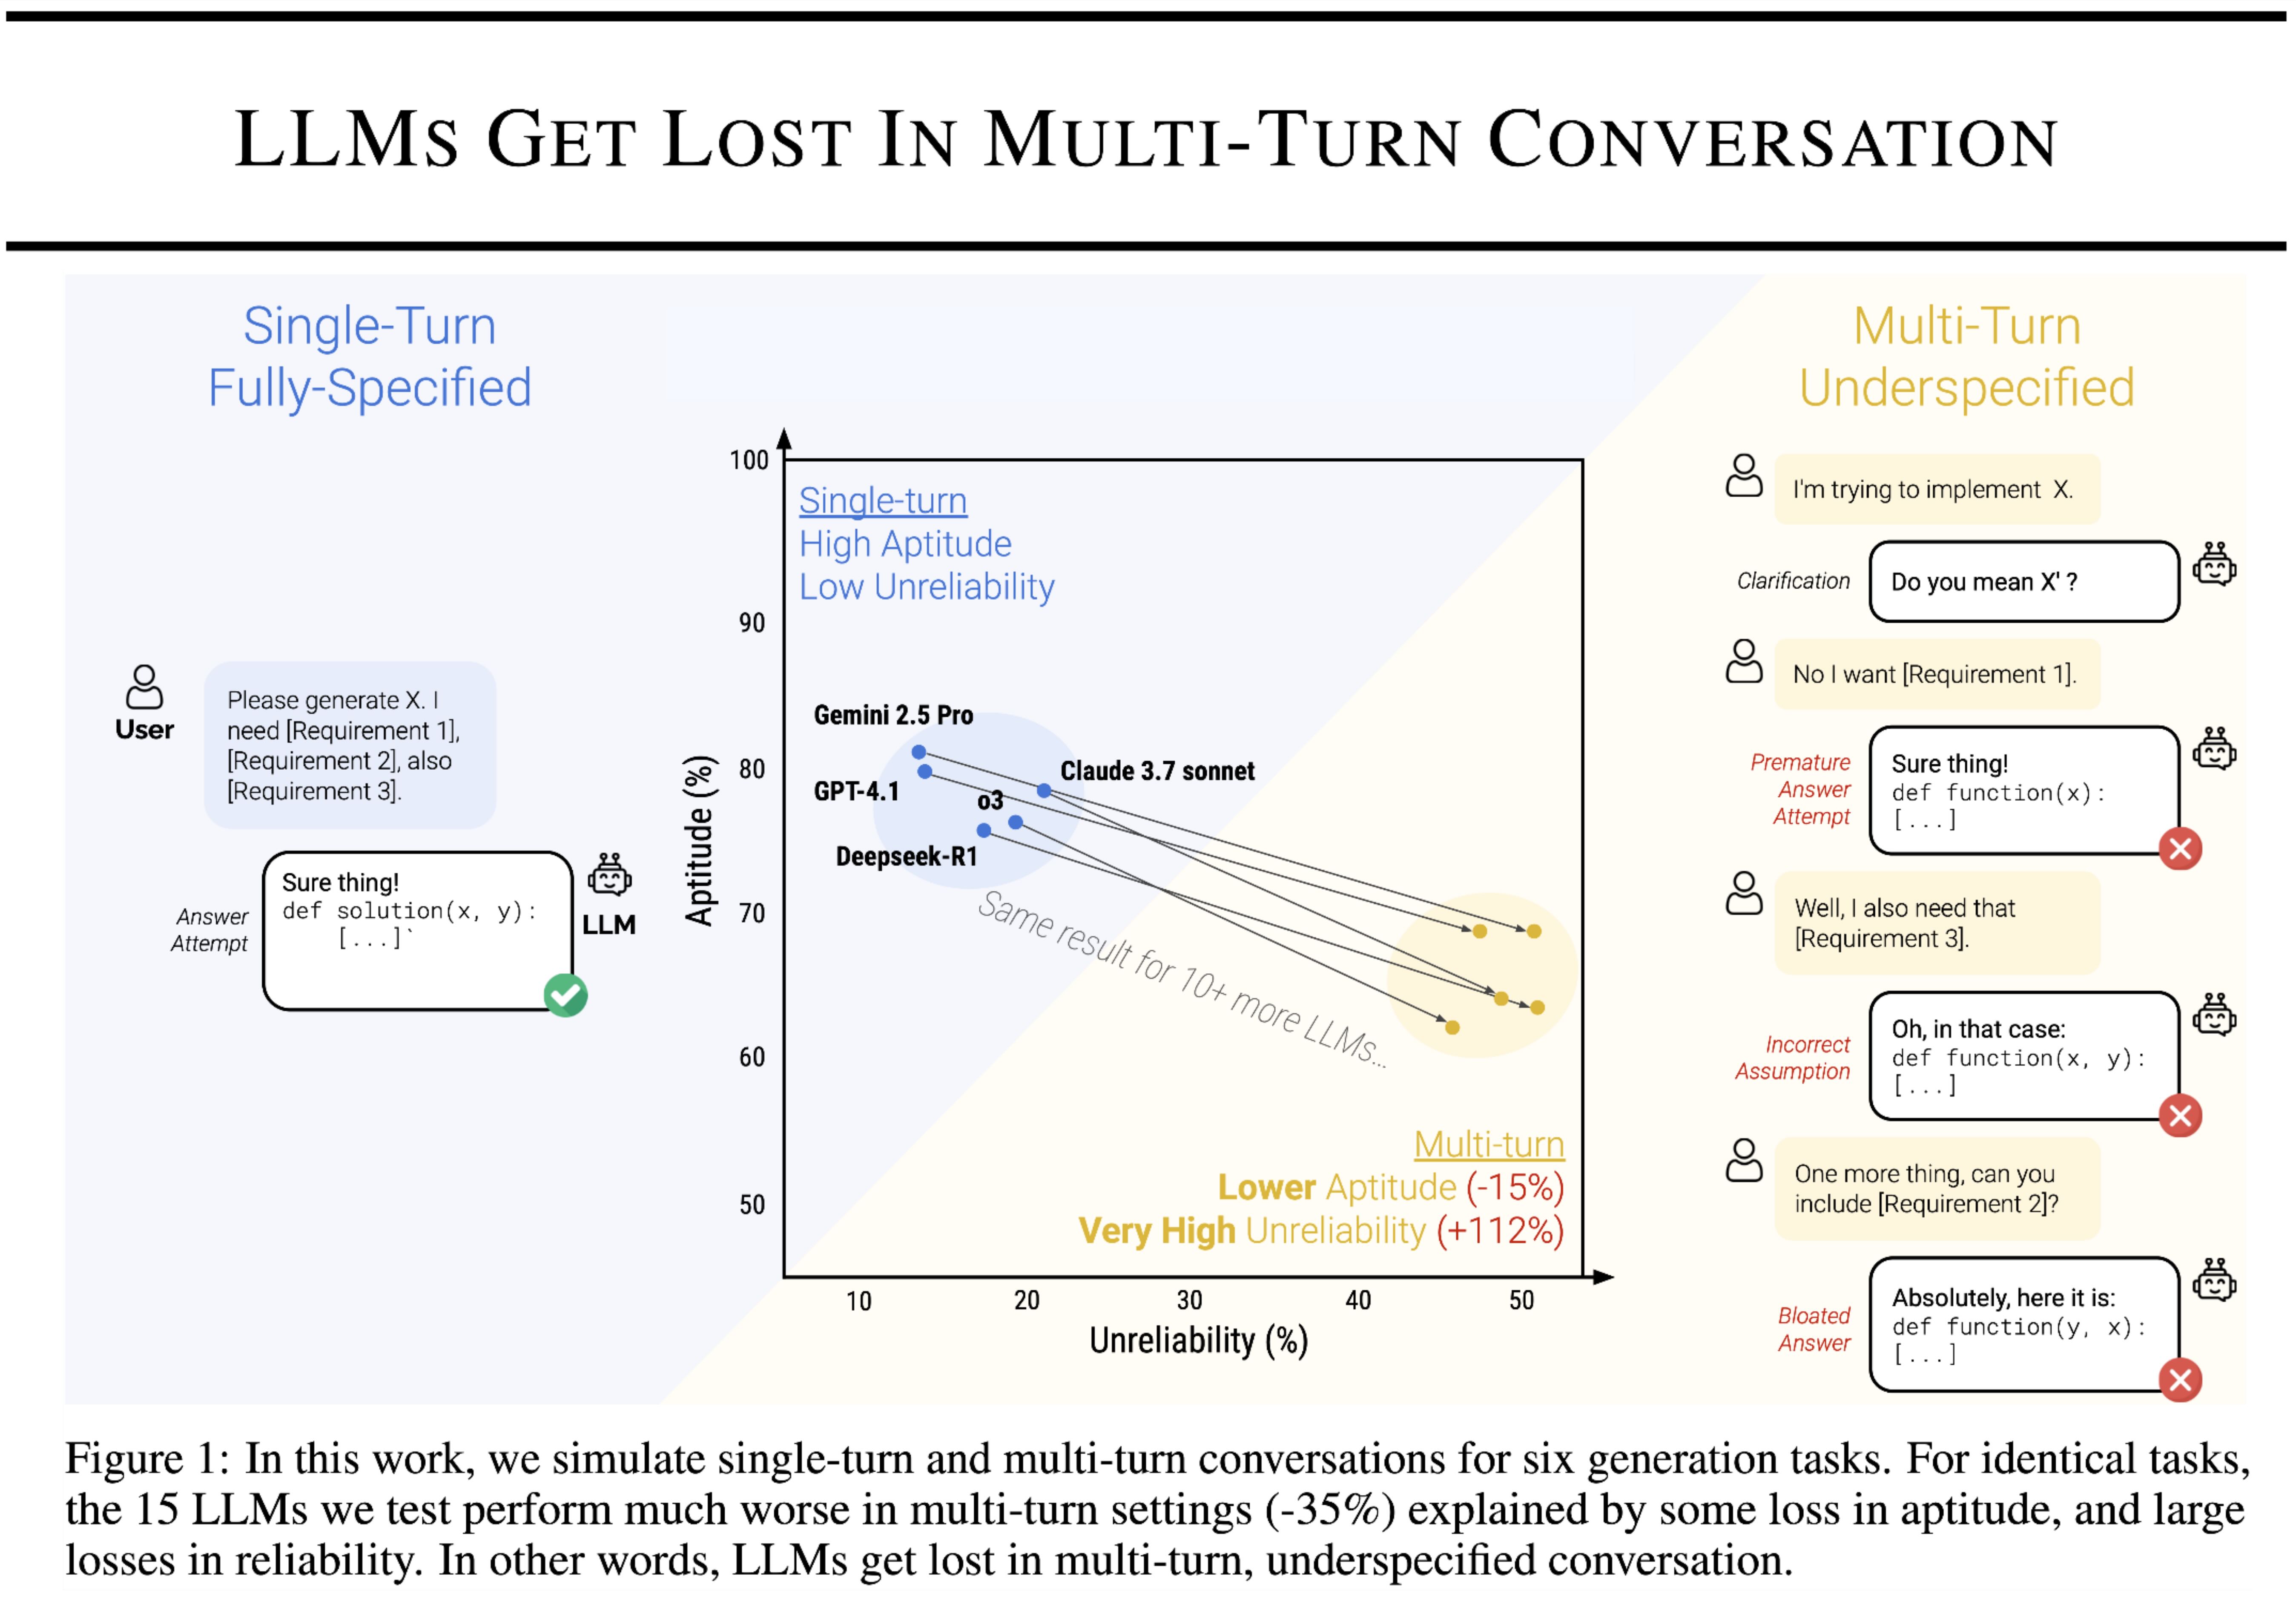 LLMS GET LOST IN MULTI-TURN CONVERSATION
Single-Turn
Fully-Specified
User
Please generate X. I
need [Requirement 1],
[Requirement 2], also
[Requirement 3].
Answer
Attempt
Sure thing!
def solution(x, y):
[...]`
LLM
100
90
80
70
60
50
Aptitude (%)
Single-turn
High Aptitude
Low Unreliability
Gemini 2.5 Pro
Claude 3.7 sonnet
GPT-4.1
o3
Deepseek-R1
Same result for 10+ more LLMs...
Multi-turn
Lower Aptitude (-15%)
Very High Unreliability (+112%)
10 20 30 40 50
Unreliability (%)
Multi-Turn
Underspecified
I'm trying to implement X.
Clarification
Do you mean X' ?
No I want [Requirement 1].
Premature
Answer
Attempt
Sure thing!
def function(x):
[...]
Well, I also need that
[Requirement 3].
Incorrect
Assumption
Oh, in that case:
def function(x, y):
[...]
One more thing, can you
include [Requirement 2]?
Bloated
Answer
Absolutely, here it is:
def function(y, x):
[...]
Figure 1: In this work, we simulate single-turn and multi-turn conversations for six generation tasks. For identical tasks,
the 15 LLMs we test perform much worse in multi-turn settings (-35%) explained by some loss in aptitude, and large
losses in reliability. In other words, LLMs get lost in multi-turn, underspecified conversation.